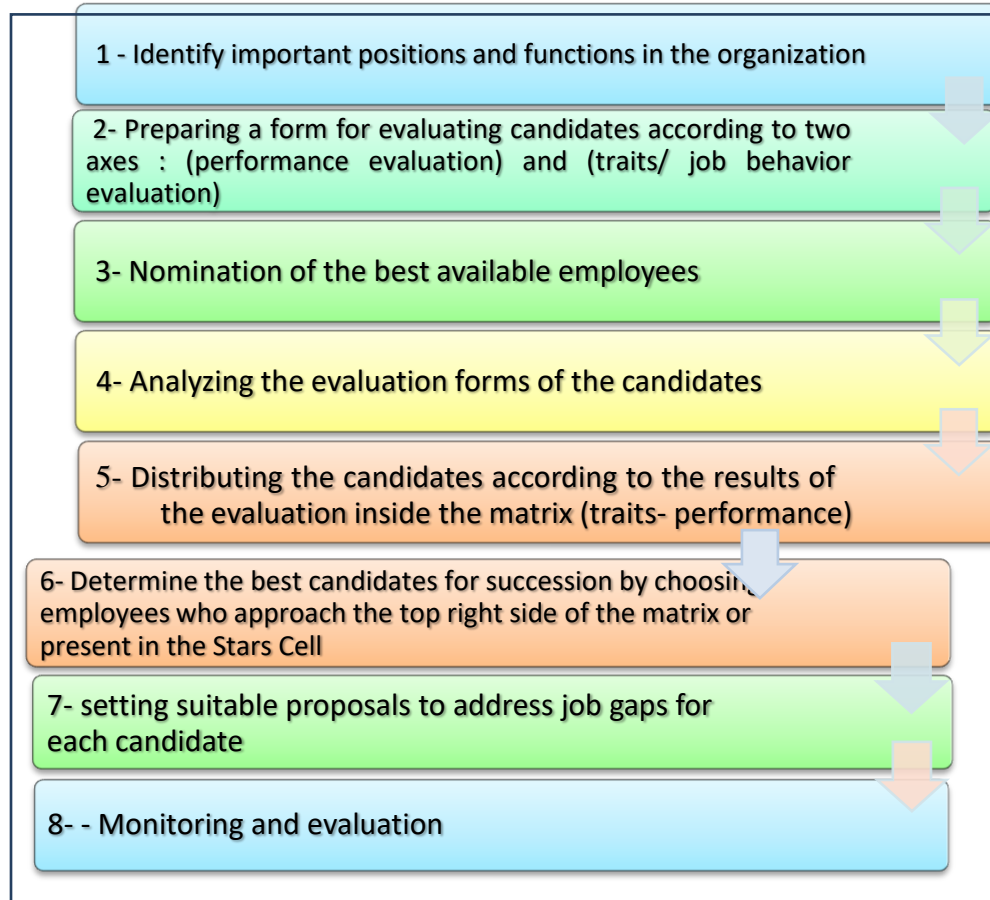 1 - Identify important positions and functions in the organization
2- Preparing a form for evaluating candidates according to two
axes : (performance evaluation) and (traits/ job behavior
evaluation)
3- Nomination of the best available employees
4- Analyzing the evaluation forms of the candidates
5- Distributing the candidates according to the results of
the evaluation inside the matrix (traits- performance)
6- Determine the best candidates for succession by choosing
employees who approach the top right side of the matrix or
present in the Stars Cell
7- setting suitable proposals to address job gaps for
each candidate
8- - Monitoring and evaluation